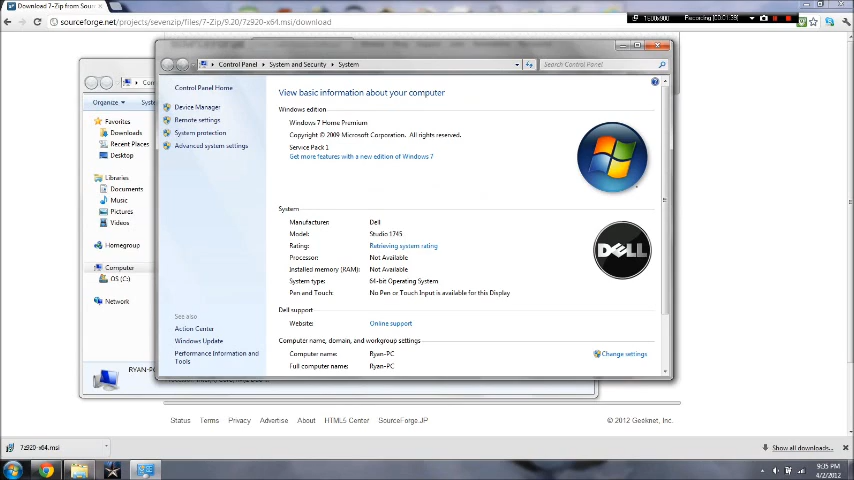 Download 7-Zip from Sour
sourceforge.net/projects/sevenzip/files/7-Zip/9.20/7z920-x64.msi/download
1600x900
Recording [00:01:39]
Control Panel
System and Security
System
Search Control Panel
Organize
Syste
Favorites
Downloads
Recent Places
Desktop
Libraries
Documents
Music
Pictures
Videos
Homegroup
Computer
OS (C:)
Network
RYAN-PC
Control Panel Home
Device Manager
Remote settings
System protection
Advanced system settings
See also
Action Center
Windows Update
Performance Information and
Tools
View basic information about your computer
Windows edition
Windows 7 Home Premium
Copyright © 2009 Microsoft Corporation. All rights reserved.
Service Pack 1
Get more features with a new edition of Windows 7
System
Manufacturer: Dell
Model: Studio 1745
Rating: Retrieving system rating
Processor: Not Available
Installed memory (RAM): Not Available
System type: 64-bit Operating System
Pen and Touch: No Pen or Touch Input is available for this Display
DELL
Dell support
Website: Online support
Computer name, domain, and workgroup settings
Computer name: Ryan-PC
Change settings
Full computer name: Ryan-PC
Status Terms Privacy Advertise About HTML5 Center SourceForge.JP
© 2012 Geeknet, Inc.
7z920-x64.msi
Show all downloads...
9:35 PM
4/2/2012